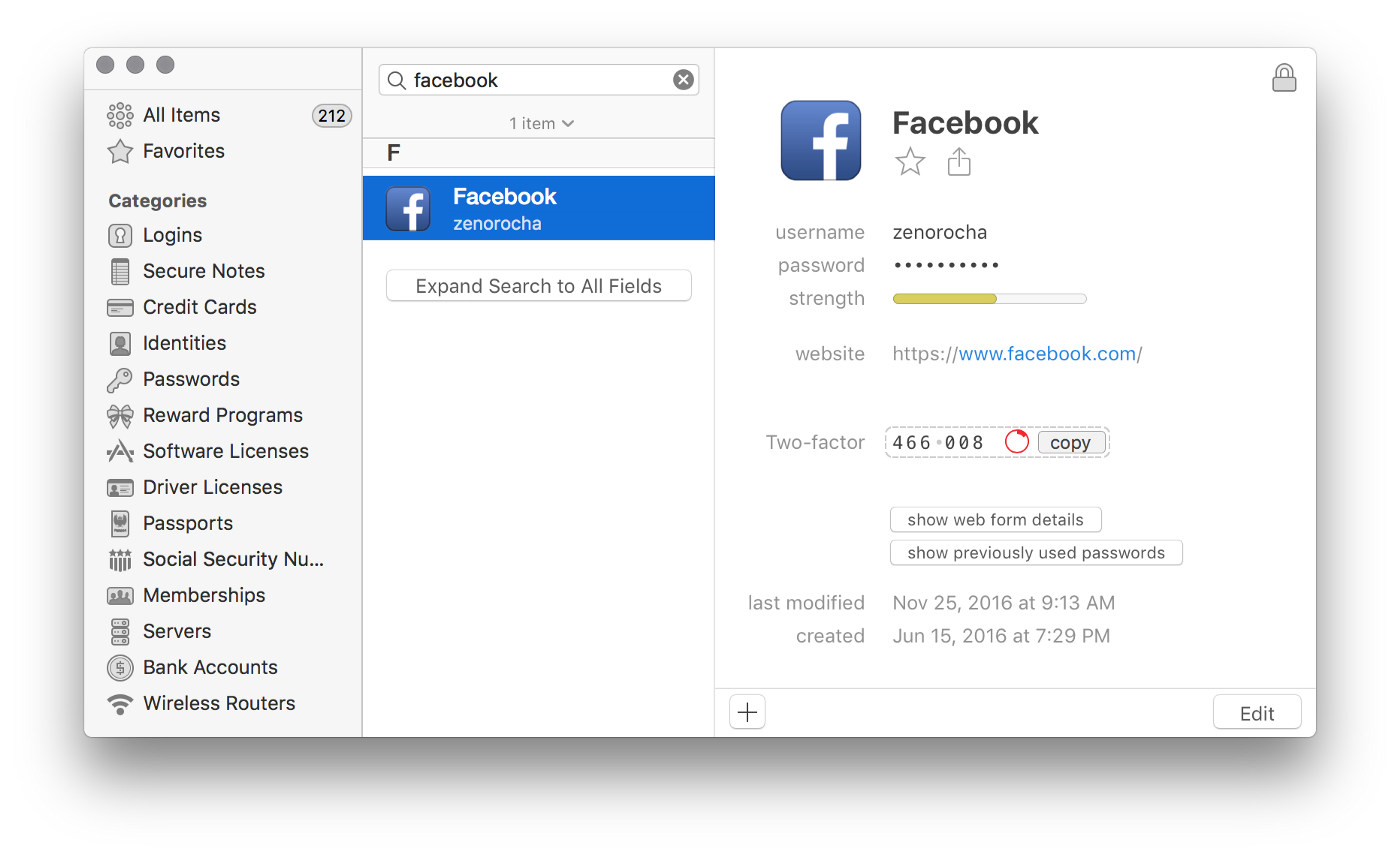 All Items 212
Favorites
Categories
Logins
Secure Notes
Credit Cards
Identities
Passwords
Reward Programs
Software Licenses
Driver Licenses
Passports
Social Security Nu...
Memberships
Servers
Bank Accounts
Wireless Routers
facebook
1 item
F
Facebook
zenorocha
Expand Search to All Fields
Facebook
username zenorocha
password ••••••••••
strength
website https://www.facebook.com/
Two-factor 466•008 copy
show web form details
show previously used passwords
last modified Nov 25, 2016 at 9:13 AM
created Jun 15, 2016 at 7:29 PM
Edit